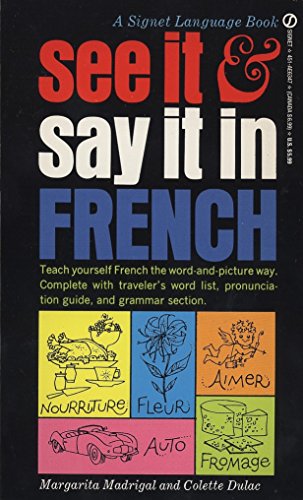 A Signet Language Book
see it &
say it in
FRENCH
Teach yourself French the word-and-picture way.
Complete with traveler's word list, pronuncia-
tion guide, and grammar section.
NOURRITURE
FLEUR
AIMER
AUTO
FROMAGE
Margarita Madrigal and Colette Dulac